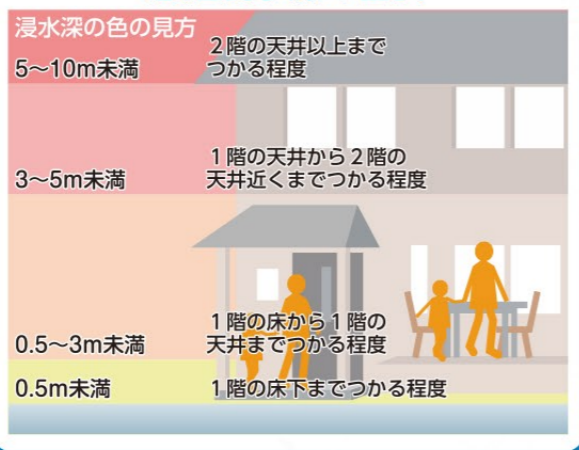 浸水深の色の見方
5〜10m未満
2階の天井以上まで
つかる程度
3〜5m未満
1階の天井から2階の
天井近くまでつかる程度
0.5〜3m未満
1階の床から1階の
天井までつかる程度
0.5m未満
1階の床下までつかる程度